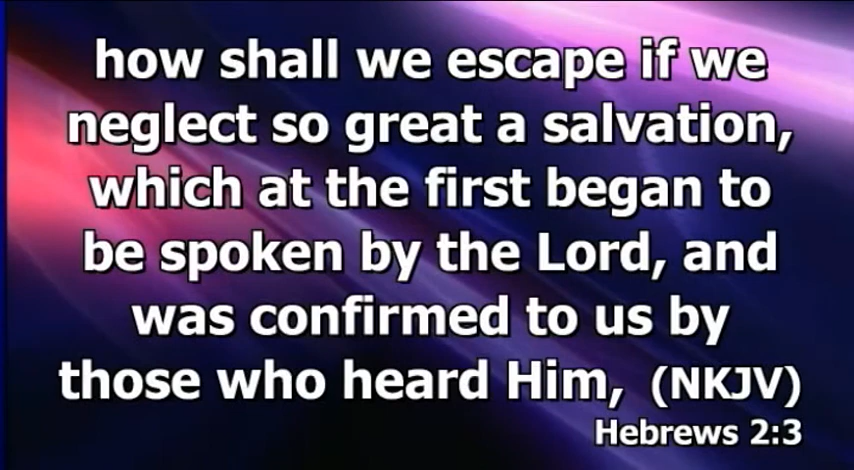 how shall we escape if we
neglect so great a salvation,
which at the first began to
be spoken by the Lord, and
was confirmed to us by
those who heard Him, (NKJV)
Hebrews 2:3